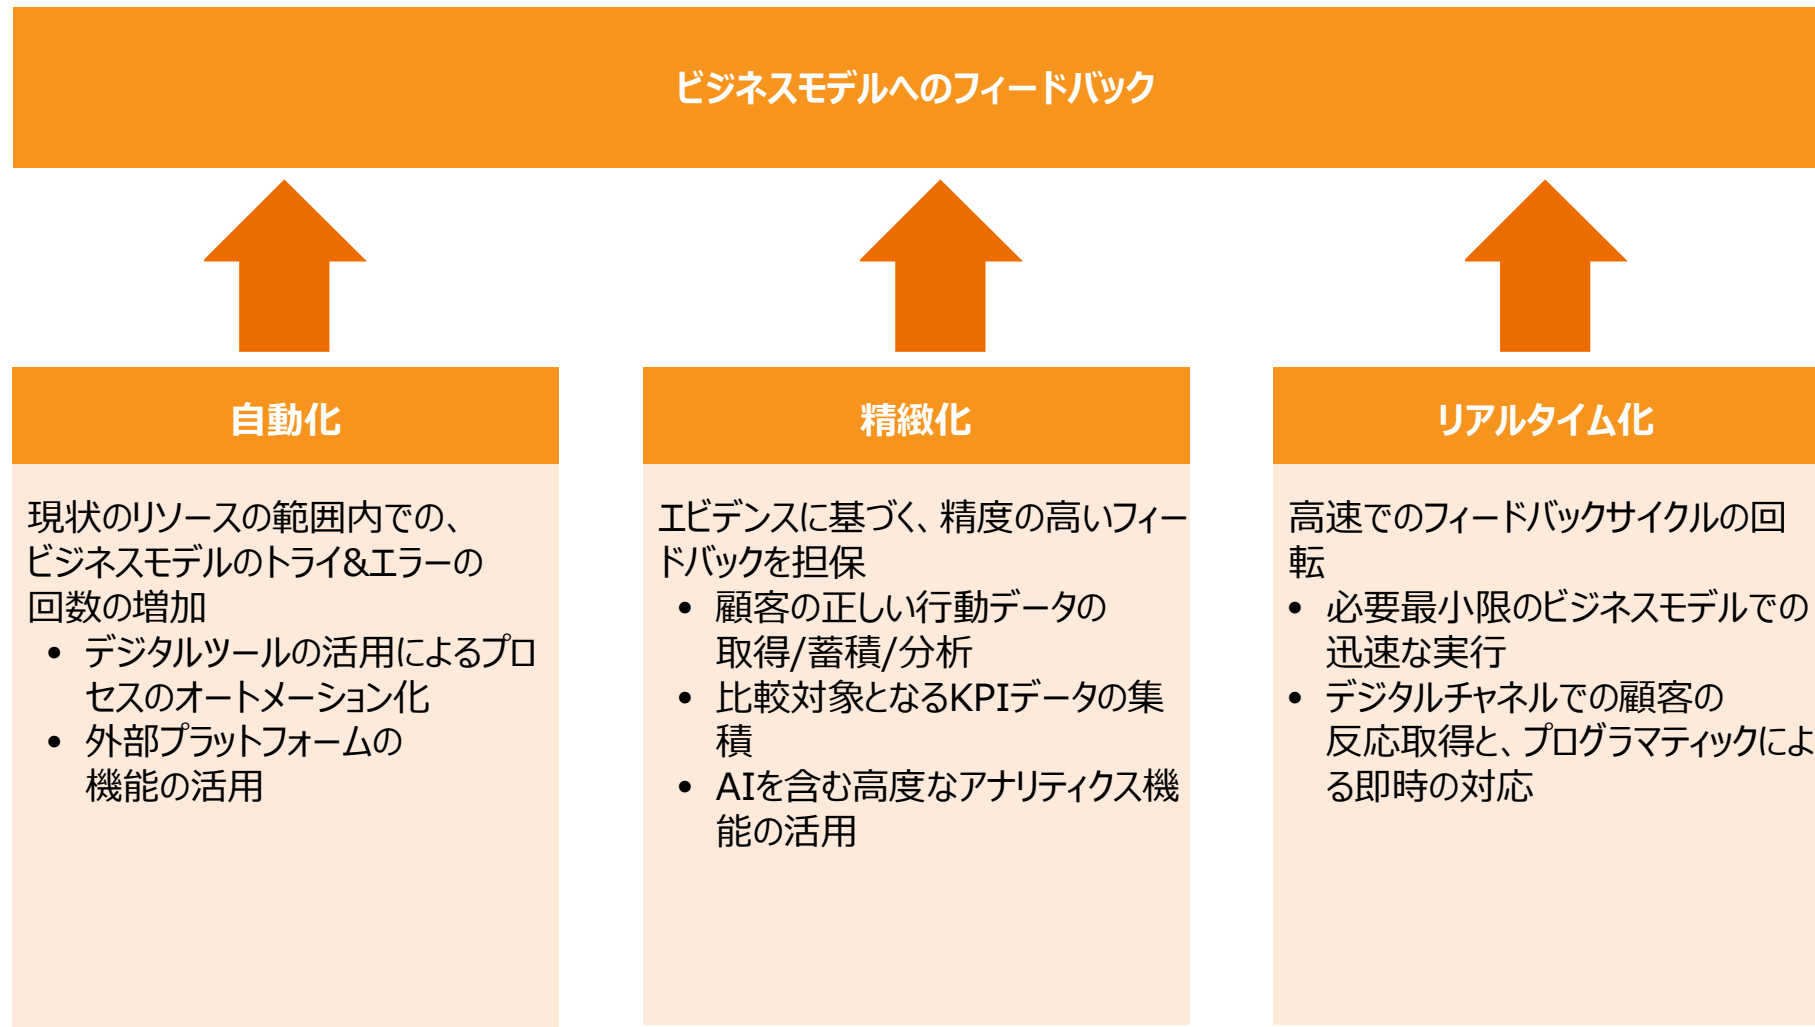 ビジネスモデルへのフィードバック
自動化
現状のリソースの範囲内での、
ビジネスモデルのトライ&エラーの
回数の増加
• デジタルツールの活用によるプロ
セスのオートメーション化
• 外部プラットフォームの
機能の活用
精緻化
エビデンスに基づく、精度の高いフィー
ドバックを担保
• 顧客の正しい行動データの
取得/蓄積/分析
• 比較対象となるKPIデータの集
積
• AIを含む高度なアナリティクス機
能の活用
リアルタイム化
高速でのフィードバックサイクルの回
転
• 必要最小限のビジネスモデルでの
迅速な実行
• デジタルチャネルでの顧客の
反応取得と、プログラマティックによ
る即時の対応